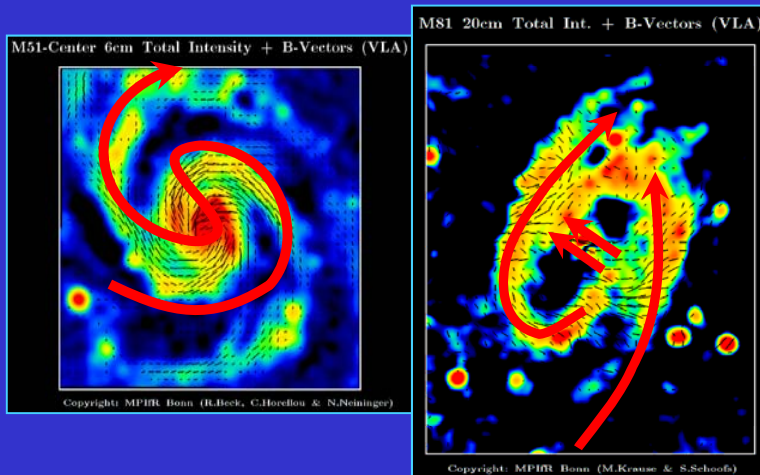 M51-Center 6cm Total Intensity + B-Vectors (VLA)
Copyright: MPIfR Bonn (R.Beck, C.Horellou & N.Neininger)
M81 20cm Total Int. + B-Vectors (VLA)
Copyright: MPIfR Bonn (M.Krause & S.Schoofs)